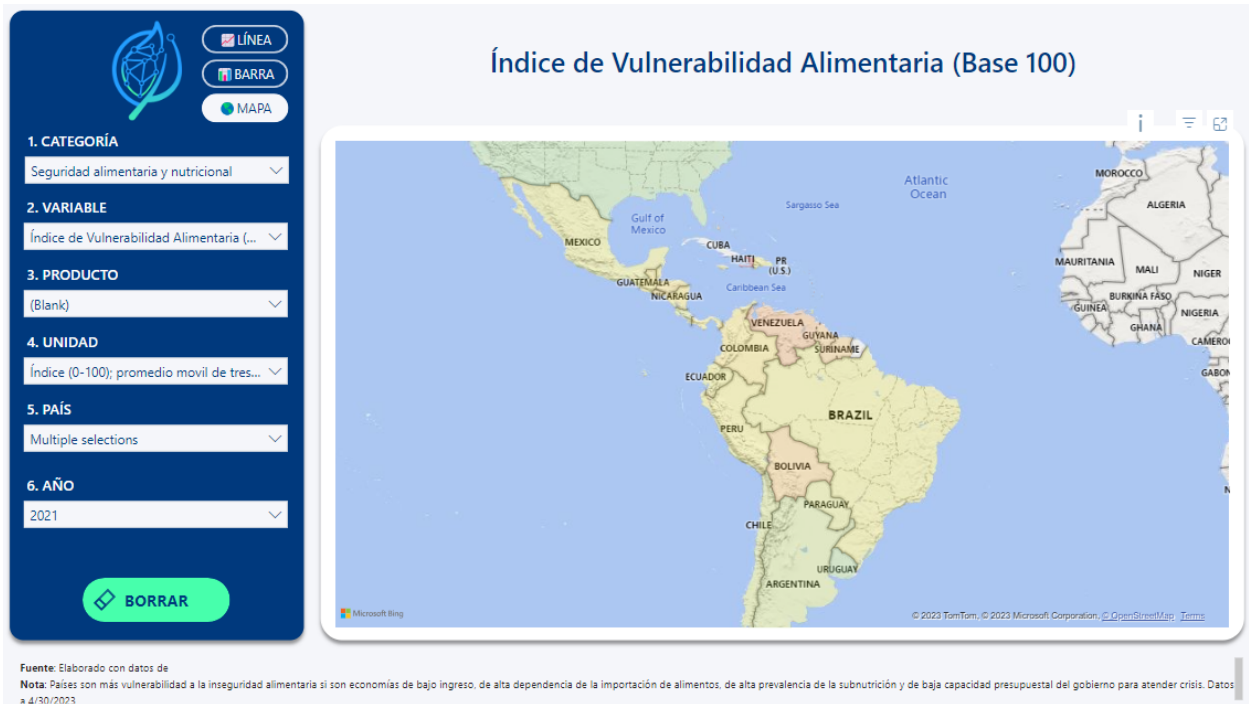 LÍNEA
BARRA
MAPA
Índice de Vulnerabilidad Alimentaria (Base 100)
1. CATEGORÍA
Seguridad alimentaria y nutricional
2. VARIABLE
Índice de Vulnerabilidad Alimentaria (...
3. PRODUCTO
(Blank)
4. UNIDAD
Índice (0-100); promedio movil de tres...
5. PAÍS
Multiple selections
6. AÑO
2021
BORRAR
Atlantic
Ocean
MOROCCO
ALGERIA
Sargasso Sea
Gulf of
Mexico
MEXICO
CUBA
HAITI
PR
(U.S.)
MAURITANIA
MALI
NIGER
GUATEMALA
NICARAGUA
Caribbean Sea
BURKINA FASO
GUINEA
NIGERIA
GHANA
CAMERO
VENEZUELA
GUYANA
COLOMBIA
SURINAME
ECUADOR
GABON
BRAZIL
PERU
BOLIVIA
PARAGUAY
CHILE
URUGUAY
ARGENTINA
Microsoft Bing
© 2023 TomTom, © 2023 Microsoft Corporation, © OpenStreetMap Terms
Fuente: Elaborado con datos de
Nota: Países son más vulnerabilidad a la inseguridad alimentaria si son economías de bajo ingreso, de alta dependencia de la importación de alimentos, de alta prevalencia de la subnutrición y de baja capacidad presupuestal del gobierno para atender crisis. Datos
a 4/30/2023